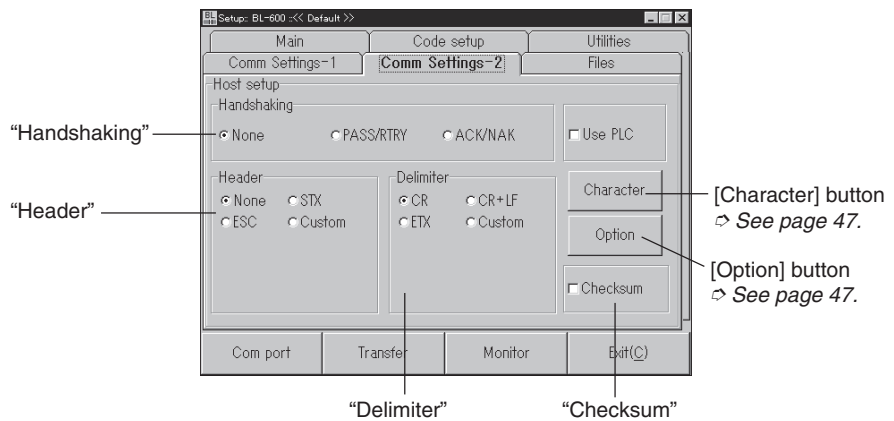 BL Setup:: BL-600 ::<< Default >>
Main Code setup Utilities
Comm Settings-1 Comm Settings-2 Files
Host setup
Handshaking
None PASS/RTRY ACK/NAK
Use PLC
Header
None STX
ESC Custom
Delimiter
CR CR+LF
ETX Custom
Character
Option
Checksum
Com port Transfer Monitor Exit(C)
“Handshaking”
“Header”
[Character] button
➩ See page 47.
[Option] button
➩ See page 47.
“Delimiter” “Checksum”